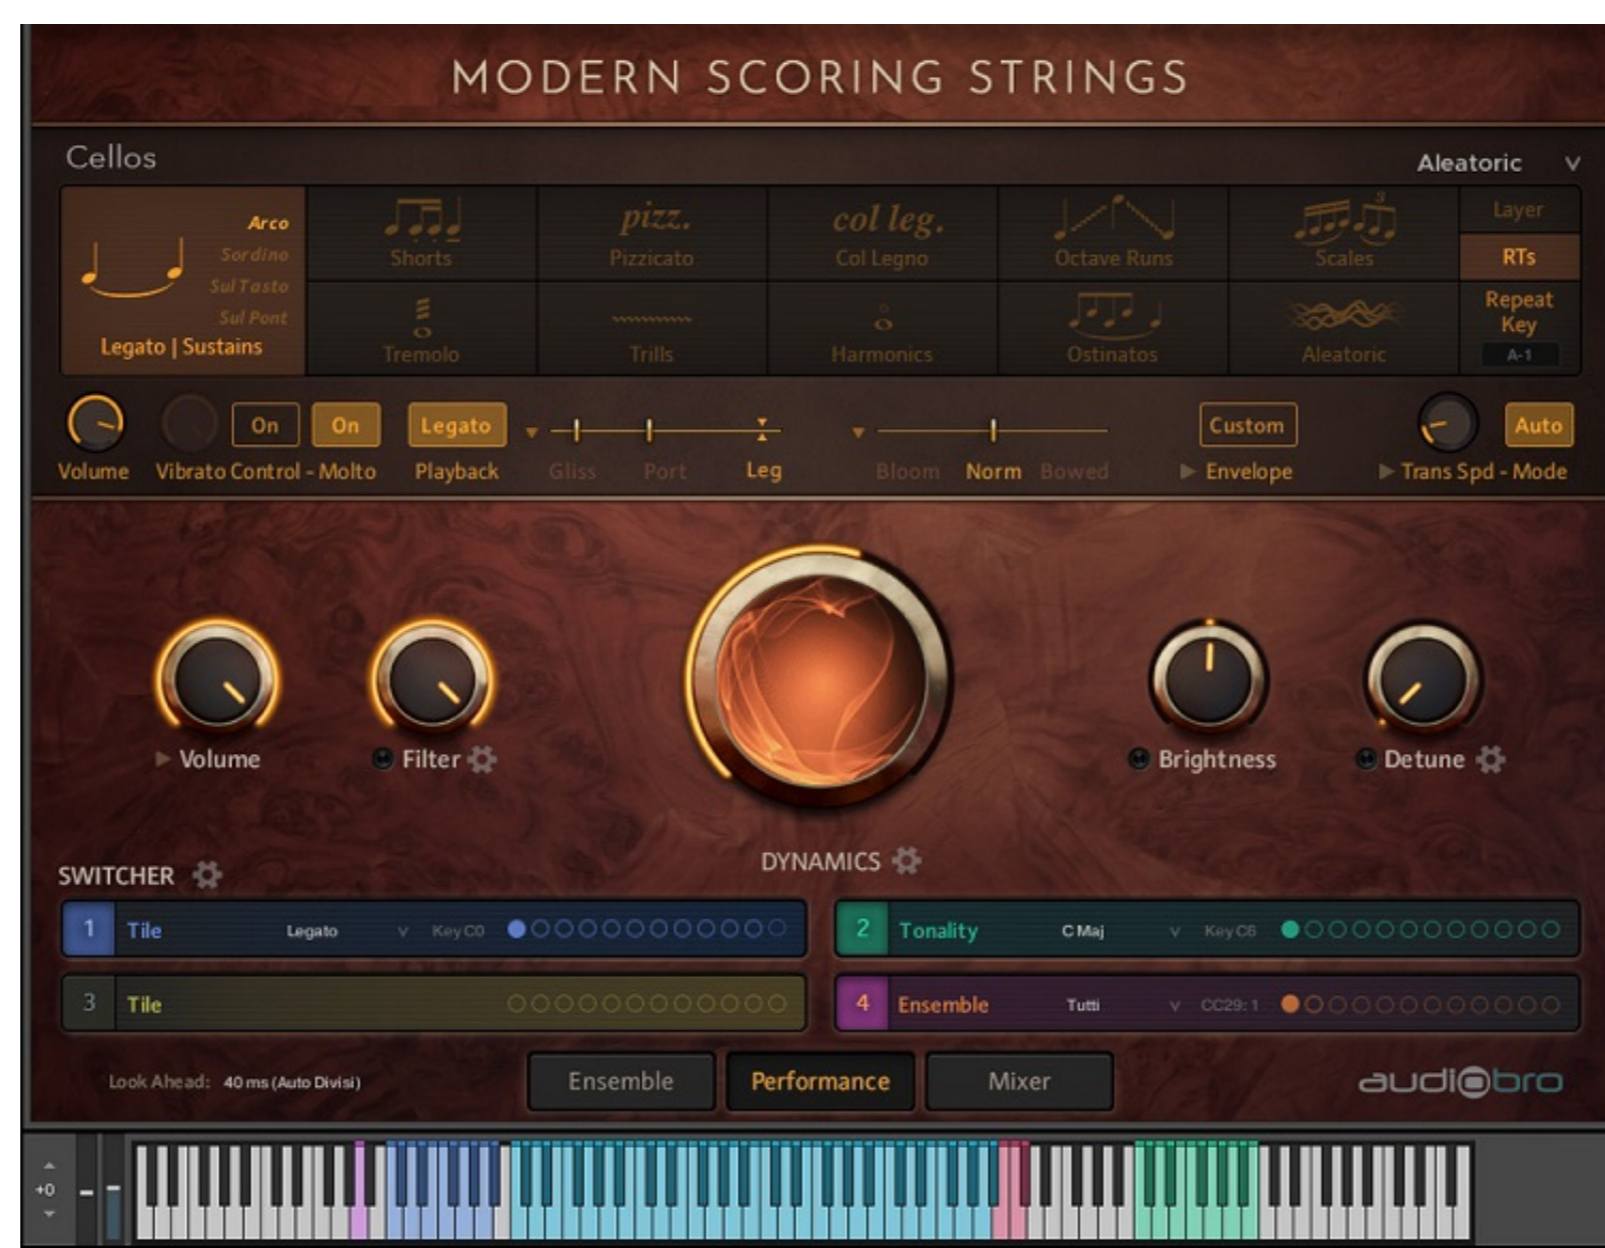 MODERN SCORING STRINGS
Cellos
Aleatoric
Arco
Sordino
Sul Tasto
Sul Pont
Legato | Sustains
Shorts
pizz.
Pizzicato
col leg.
Col Legno
Octave Runs
3
Scales
Layer
RTs
Tremolo
Trills
Harmonics
Ostinatos
Aleatoric
Repeat
Key
A-1
On
On
Legato
Custom
Auto
Volume
Vibrato Control - Molto
Playback
Gliss
Port
Leg
Bloom
Norm
Bowed
Envelope
Trans Spd - Mode
Volume
Filter
Brightness
Detune
DYNAMICS
SWITCHER
1 Tile Legato v Key C0
2 Tonality C Maj v Key C6
3 Tile
4 Ensemble Tutti v CC29: 1
Look Ahead: 40 ms (Auto Divisi)
Ensemble
Performance
Mixer
audiobro
+0